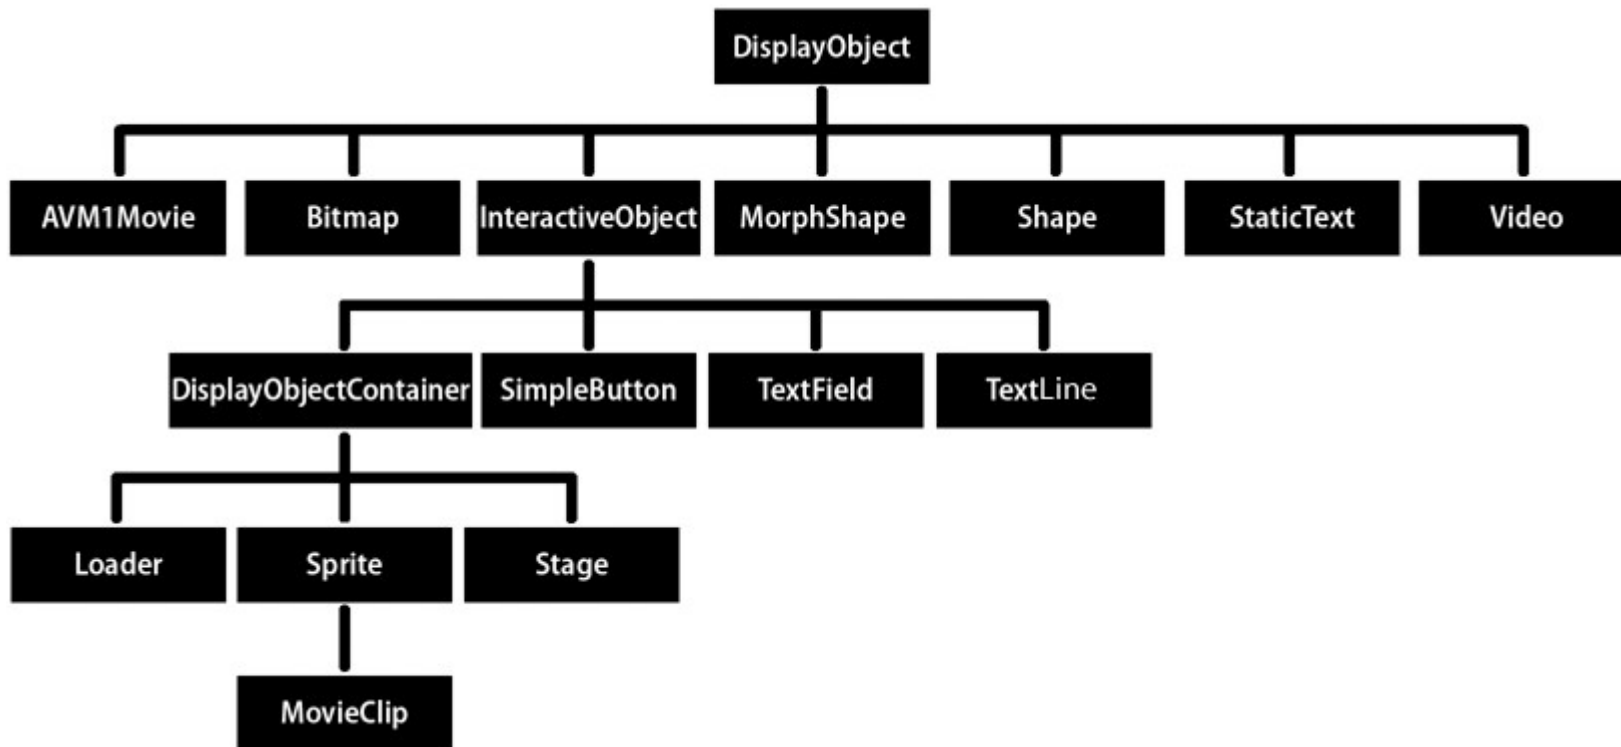 DisplayObject
AVM1Movie
Bitmap
InteractiveObject
MorphShape
Shape
StaticText
Video
DisplayObjectContainer
SimpleButton
TextField
TextLine
Loader
Sprite
Stage
MovieClip